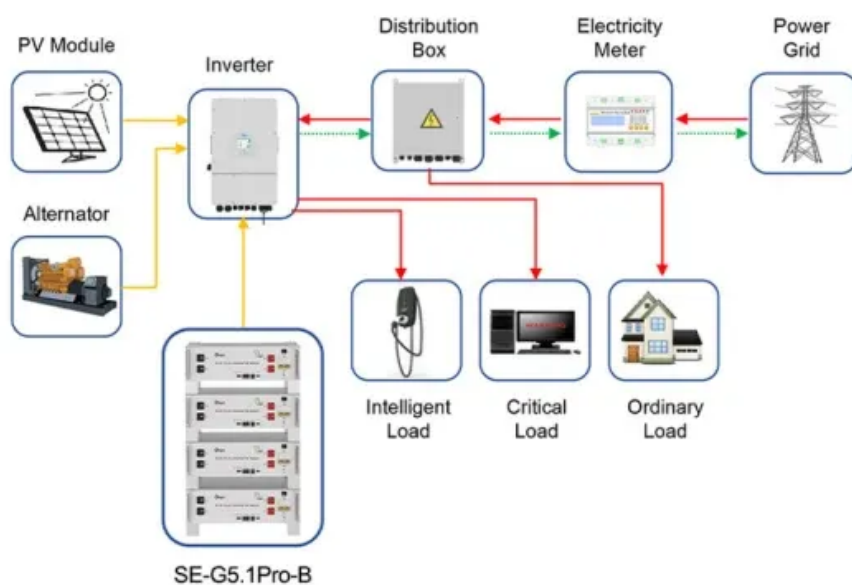 PV Module
Inverter
Distribution
Box
Electricity
Meter
Power
Grid
Alternator
Intelligent
Load
Critical
Load
Ordinary
Load
SE-G5.1Pro-B